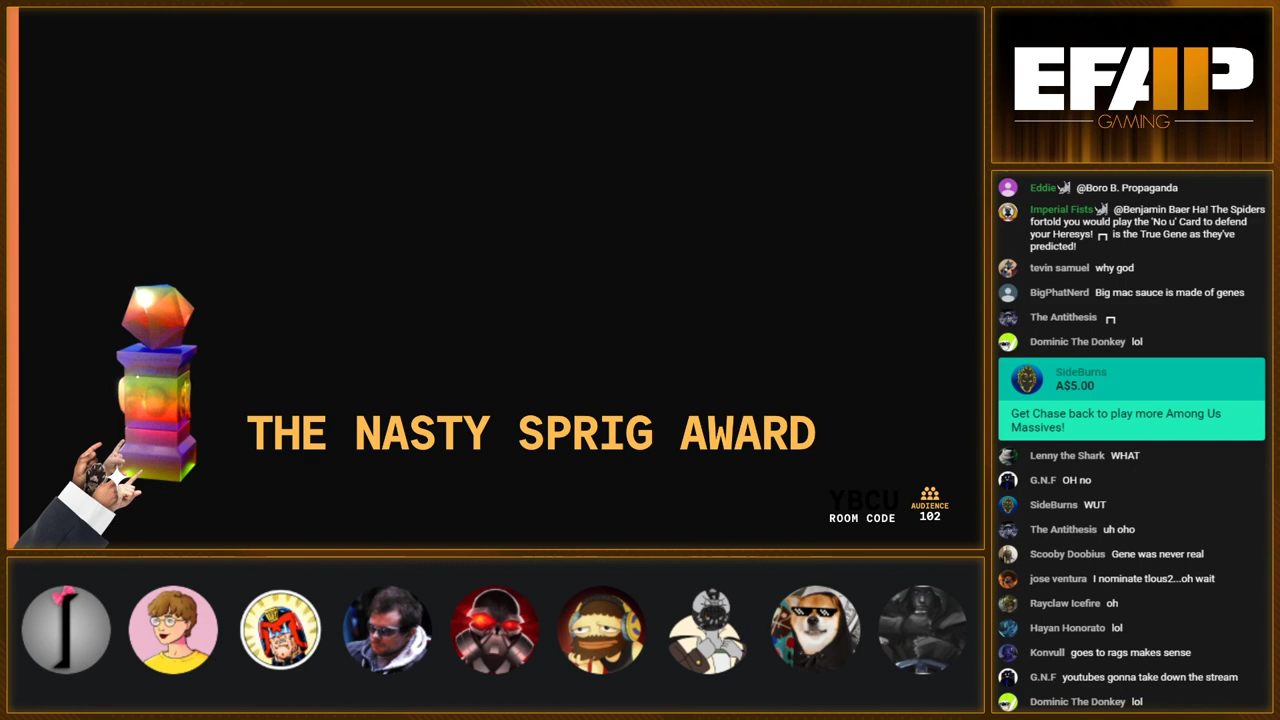 THE NASTY SPRIG AWARD
YBCU
ROOM CODE
AUDIENCE
102
EFAP
GAMING
Eddie @Boro B. Propaganda
Imperial Fists @Benjamin Baer Ha! The Spiders
fortold you would play the 'No u' Card to defend
your Heresys! ┌┐ is the True Gene as they've
predicted!
tevin samuel why god
BigPhatNerd Big mac sauce is made of genes
The Antithesis ┌┐
Dominic The Donkey lol
SideBurns
A$5.00
Get Chase back to play more Among Us
Massives!
Lenny the Shark WHAT
G.N.F OH no
SideBurns WUT
The Antithesis uh oho
Scooby Doobius Gene was never real
jose ventura I nominate tlous2...oh wait
Rayclaw Icefire oh
Hayan Honorato lol
Konvull goes to rags makes sense
G.N.F youtubes gonna take down the stream
Dominic The Donkey lol